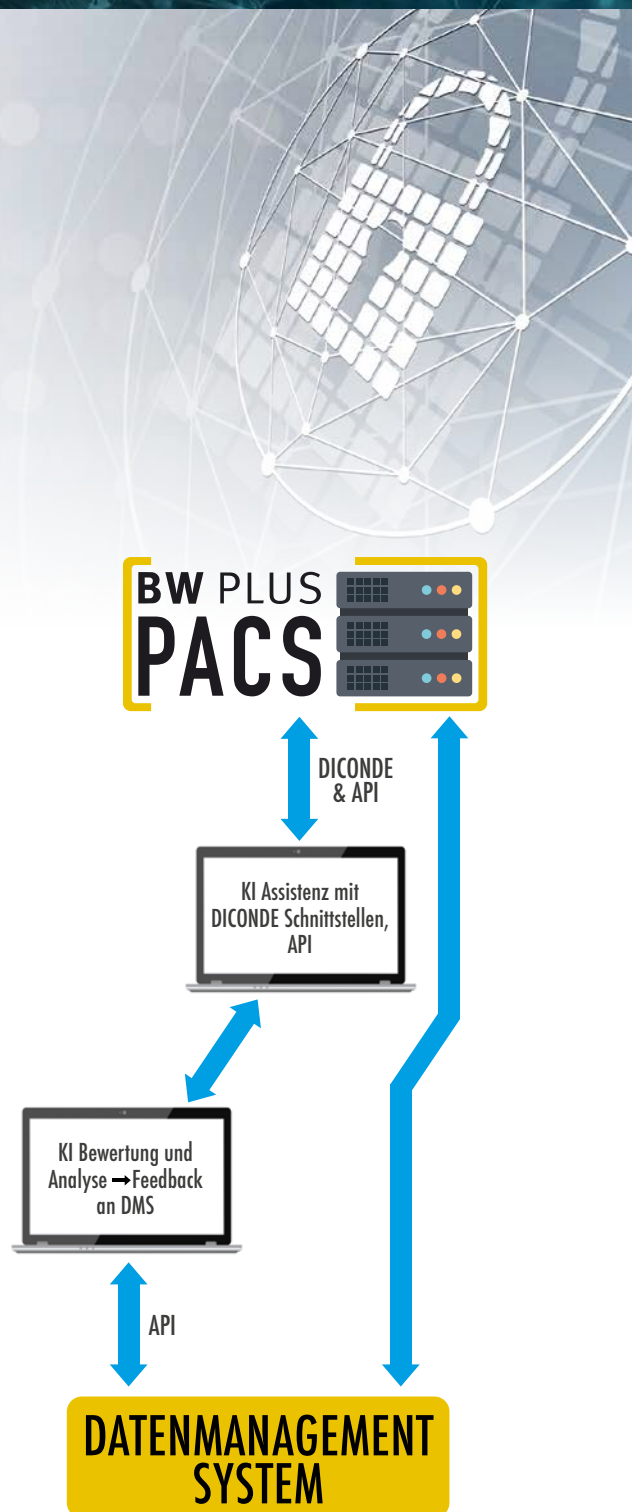 BW PLUS
PACS
DICONDE
& API
KI Assistenz mit
DICONDE Schnittstellen,
API
KI Bewertung und
Analyse →Feedback
an DMS
API
DATENMANAGEMENT
SYSTEM